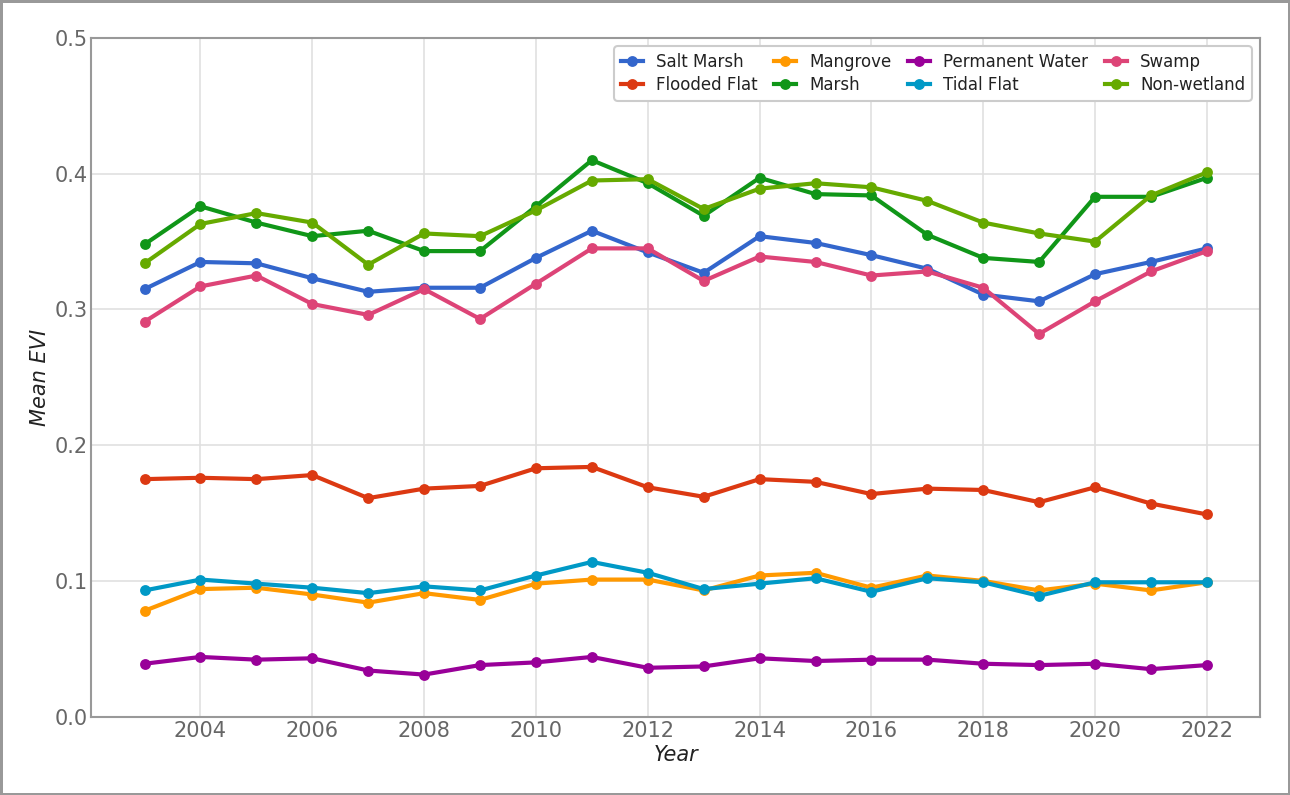 Salt Marsh Mangrove Permanent Water Swamp
Flooded Flat Marsh Tidal Flat Non-wetland
0.5
0.4
0.3
0.2
0.1
0.0
Mean EVI
2004 2006 2008 2010 2012 2014 2016 2018 2020 2022
Year